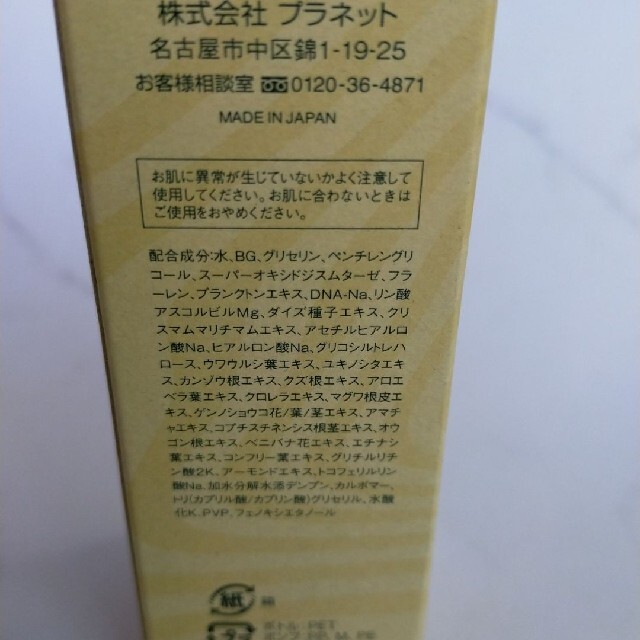 株式会社 プラネット
名古屋市中区錦1-19-25
お客様相談室 0120-36-4871
MADE IN JAPAN
お肌に異常が生じていないかよく注意して
使用してください。お肌に合わないときは
ご使用をおやめください。
配合成分:水、BG、グリセリン、ペンチレングリ
コール、スーパーオキシドジスムターゼ、フラ
ーレン、プランクトンエキス、DNA-Na、リン酸
アスコルビルMg、ダイズ種子エキス、クリ
スマムマリチマムエキス、アセチルヒアルロ
ン酸Na、ヒアルロン酸Na、グリコシルトレハ
ロース、ウワウルシ葉エキス、ユキノシタエキ
ス、カンゾウ根エキス、クズ根エキス、アロエ
ベラ葉エキス、クロレラエキス、マグワ根皮エ
キス、ゲンノショウコ花/葉/茎エキス、アマチ
ャエキス、コプチスチネンシス根茎エキス、オウ
ゴン根エキス、ベニバナ花エキス、エチナシ
葉エキス、コンフリー葉エキス、グリチルリチ
ン酸2K、アーモンドエキス、トコフェリルリン
酸Na、加水分解水添デンプン、カルボマー、
トリ(カプリル酸/カプリン酸)グリセリル、水酸
化K、PVP、フェノキシエタノール
紙 箱
プラ ボトル:PET